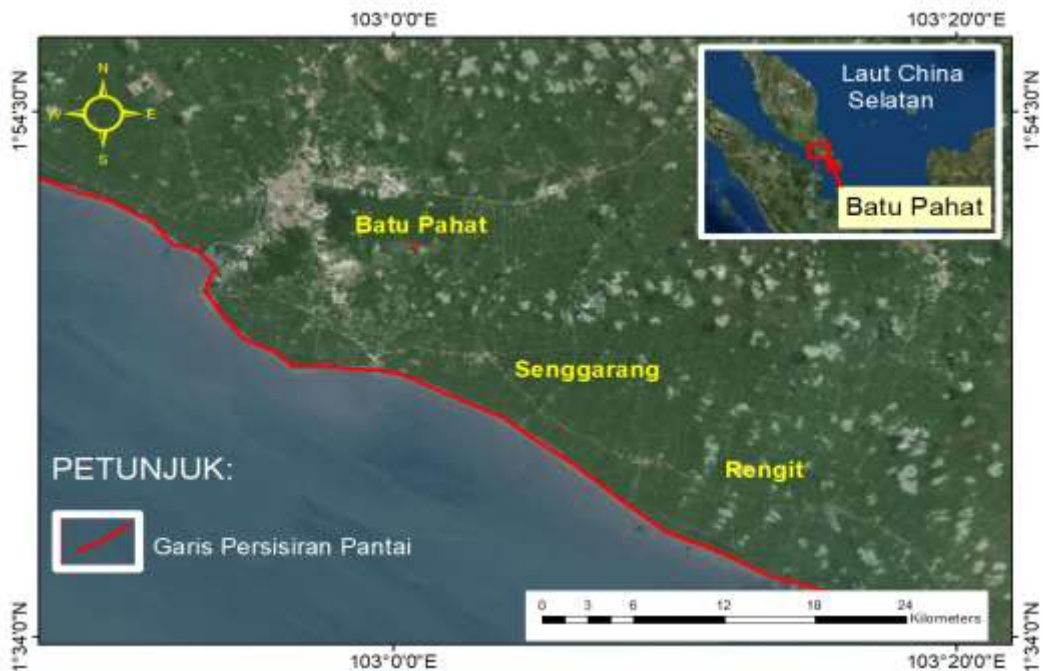 103°0'0"E
103°20'0"E
1°54'30"N
1°54'30"N
N
W
E
S
Laut China
Selatan
Batu Pahat
Batu Pahat
Senggarang
Rengit
PETUNJUK:
Garis Persisiran Pantai
0 3 6 12 18 24
Kilometers
1°34'0"N
1°34'0"N
103°0'0"E
103°20'0"E